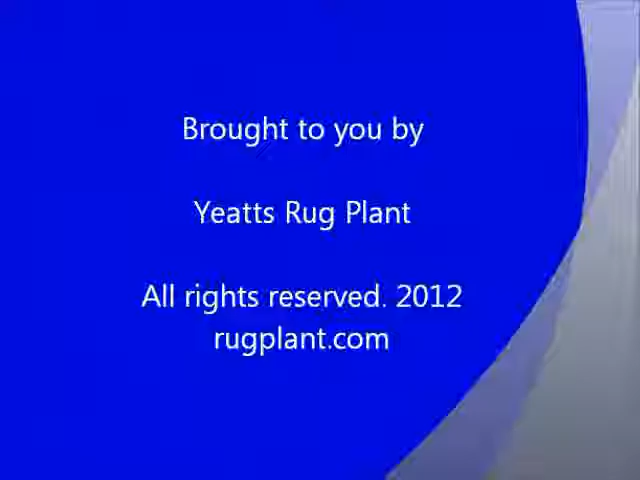 Brought to you by
Yeatts Rug Plant
All rights reserved. 2012
rugplant.com